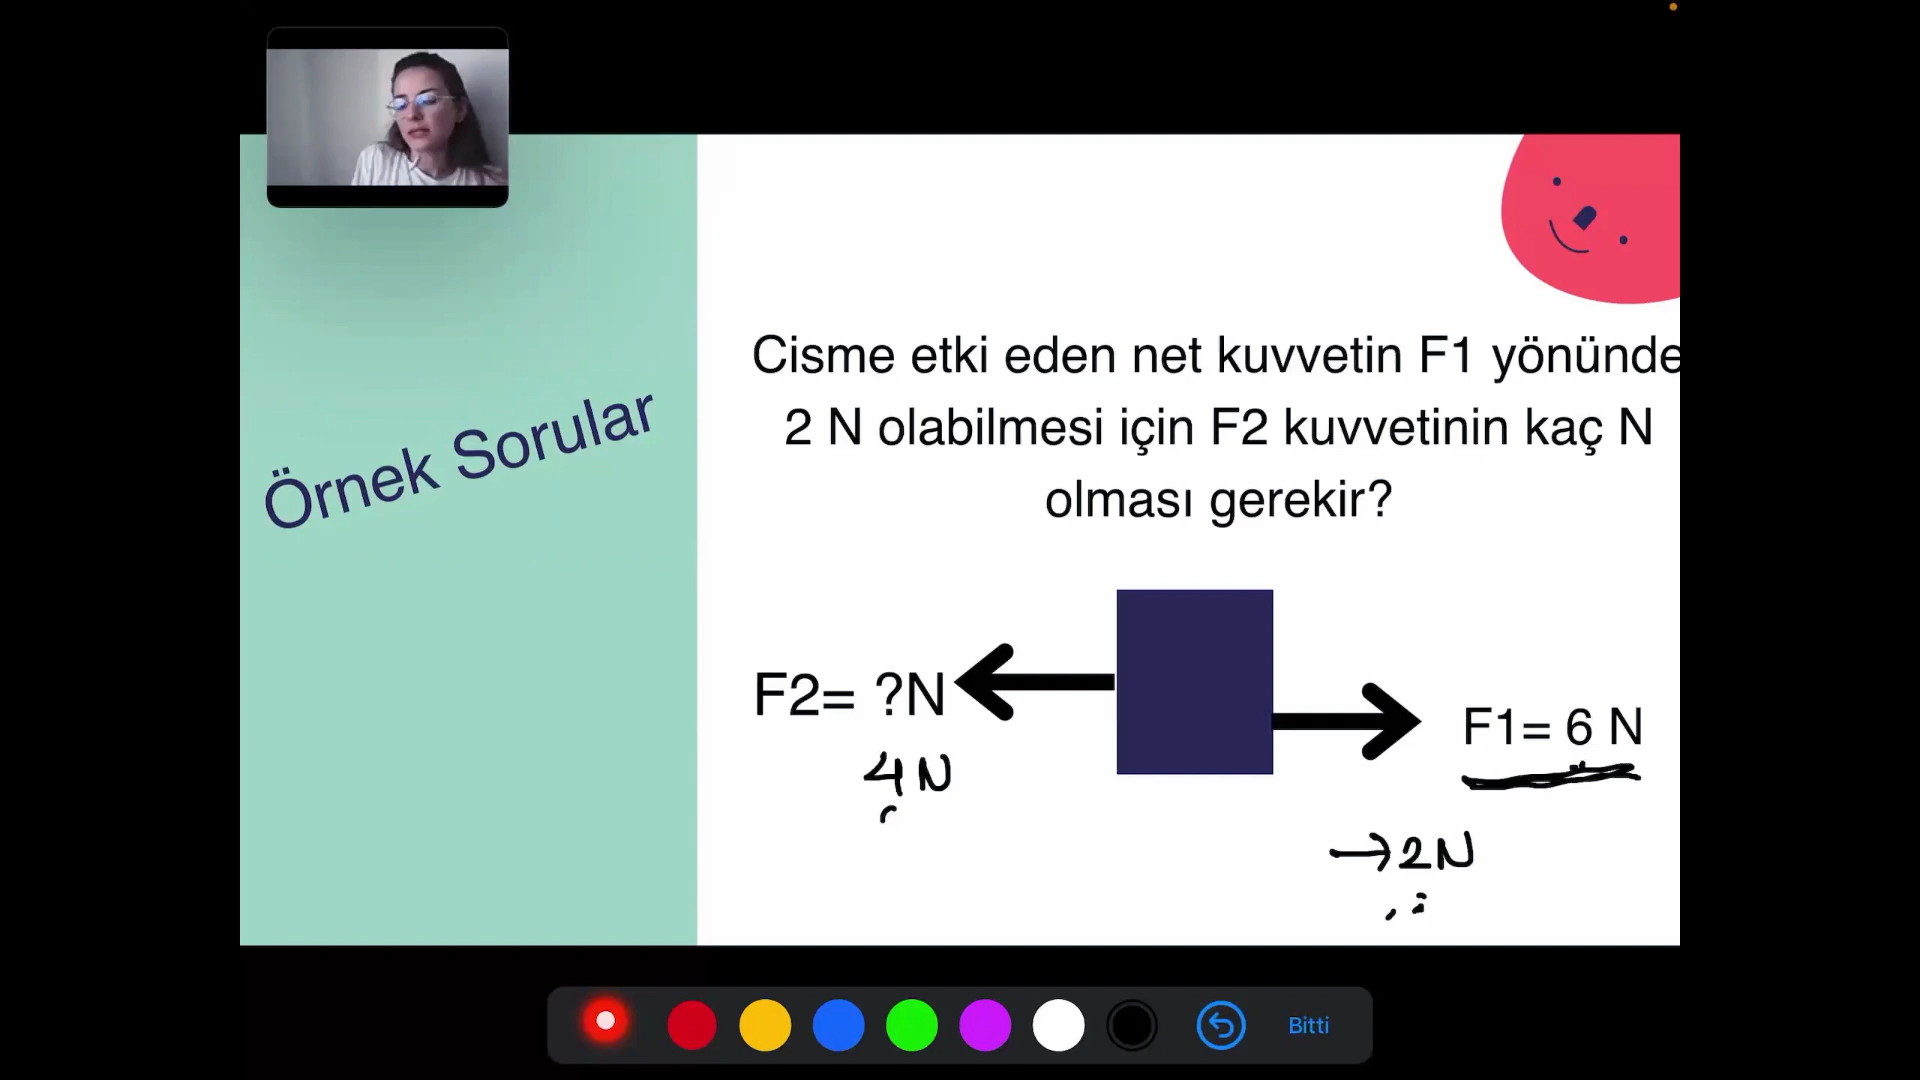 Örnek Sorular
Cisme etki eden net kuvvetin F1 yönünde
2 N olabilmesi için F2 kuvvetinin kaç N
olması gerekir?
F2= ?N
F1= 6 N
4N
→2N
Bitti